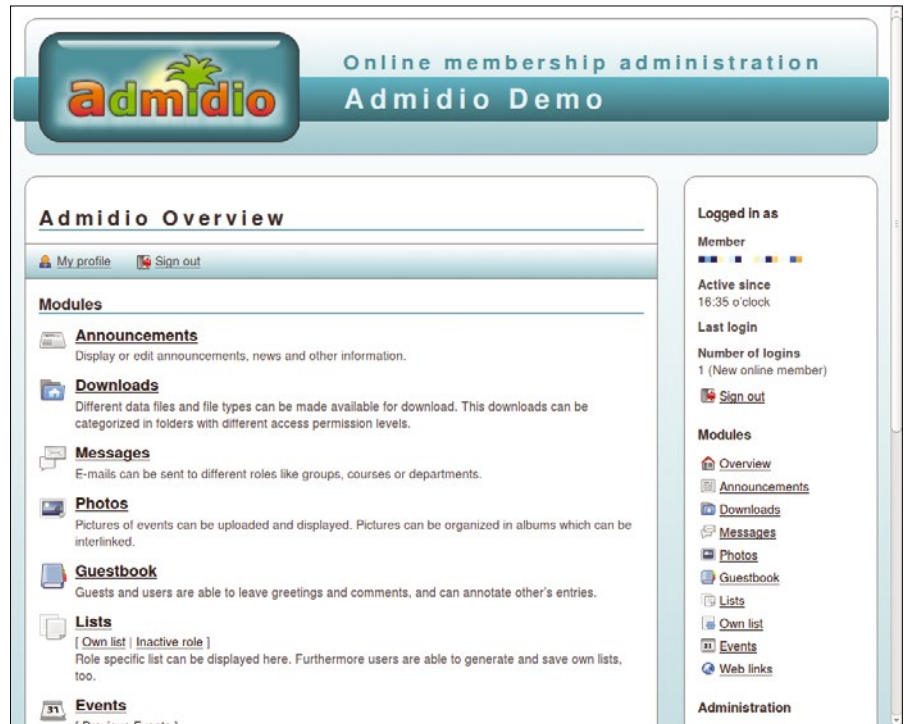 admidio
Online membership administration
Admidio Demo
Admidio Overview
My profile Sign out
Modules
Announcements
Display or edit announcements, news and other information.
Downloads
Different data files and file types can be made available for download. This downloads can be
categorized in folders with different access permission levels.
Messages
E-mails can be sent to different roles like groups, courses or departments.
Photos
Pictures of events can be uploaded and displayed. Pictures can be organized in albums which can be
interlinked.
Guestbook
Guests and users are able to leave greetings and comments, and can annotate other's entries.
Lists
[ Own list | Inactive role ]
Role specific list can be displayed here. Furthermore users are able to generate and save own lists,
too.
31 Events
[ Previous Events ]
Logged in as
Member
Active since
16:35 o'clock
Last login
Number of logins
1 (New online member)
Sign out
Modules
Overview
Announcements
Downloads
Messages
Photos
Guestbook
Lists
Own list
31 Events
Web links
Administration